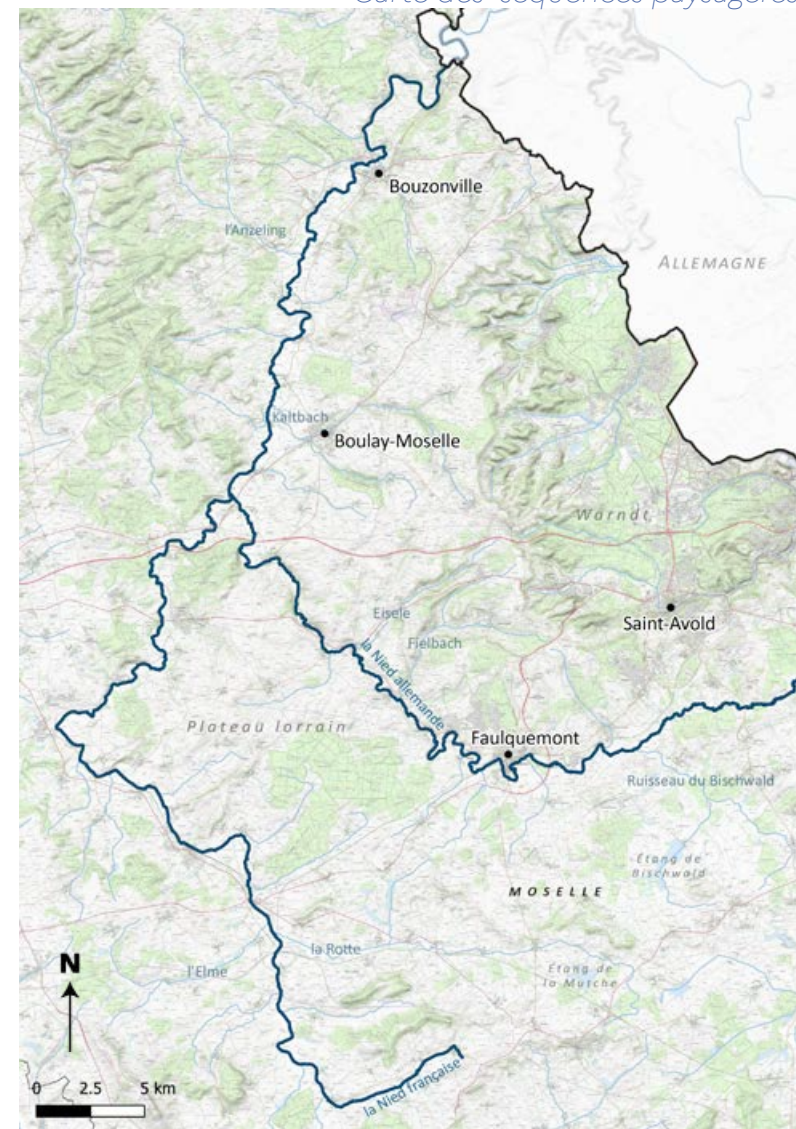 Carte des séquences paysagères
Bouzonville
l'Anzeling
ALLEMAGNE
Kaltbach
Boulay-Moselle
Warndt
Eisele
Saint-Avold
Fielbach
la Nied allemande
Plateau lorrain
Faulquemont
Ruisseau du Bischwald
Étang de
Bischwald
MOSELLE
la Rotte
l'Elme
Étang de
la Mutche
N
la Nied française
0 2.5 5 km